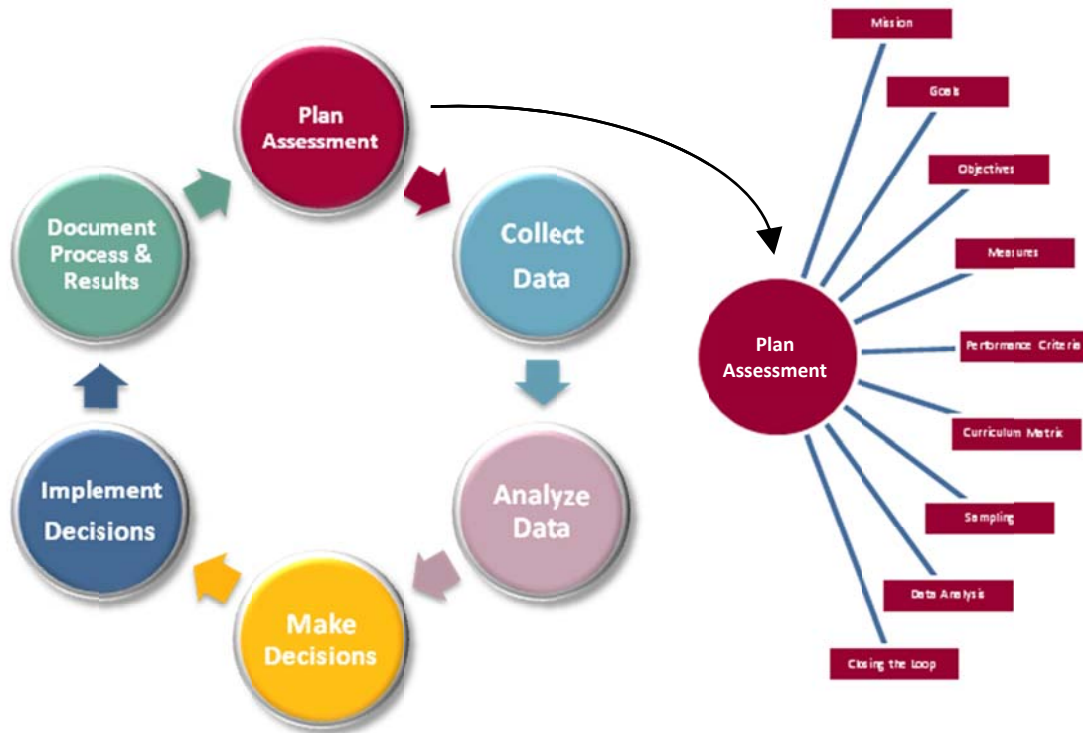 Plan
Assessment
Collect
Data
Analyze
Data
Make
Decisions
Implement
Decisions
Document
Process &
Results
Plan
Assessment
Mission
Goals
Objectives
Measures
Performance Criteria
Curriculum Matrix
Sampling
Data Analysis
Closing the Loop